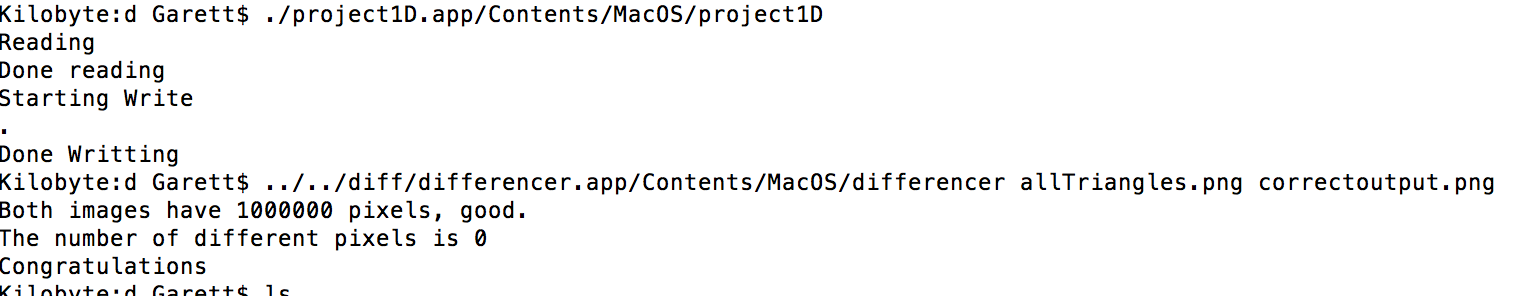 Kilobyte:d Garett$ ./project1D.app/Contents/MacOS/project1D
Reading
Done reading
Starting Write
.
Done Writting
Kilobyte:d Garett$ ../../diff/differencer.app/Contents/MacOS/differencer allTriangles.png correctoutput.png
Both images have 1000000 pixels, good.
The number of different pixels is 0
Congratulations
Kilobyte:d Garett$ ls